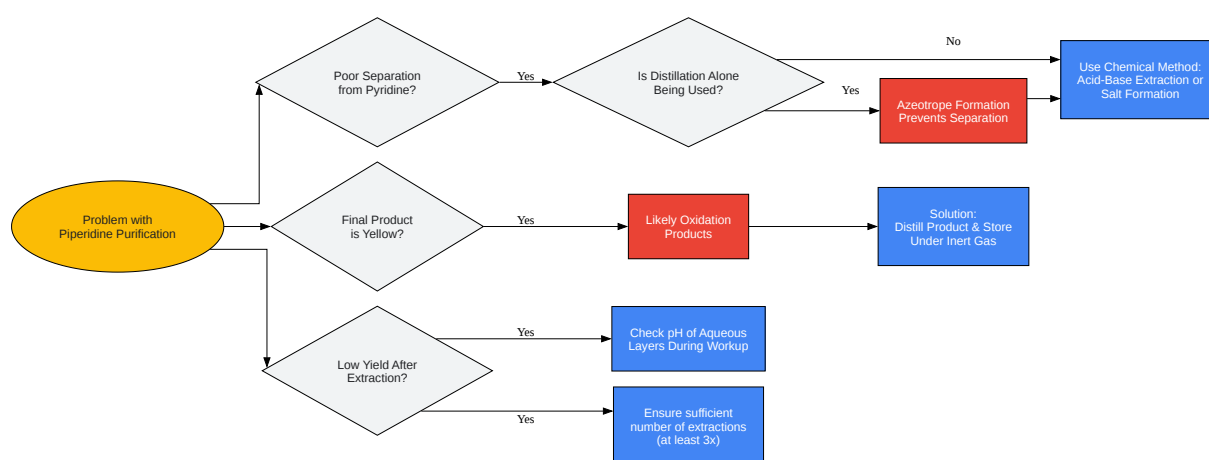 Poor Separation
from Pyridine?
Yes
Is Distillation Alone
Being Used?
No
Yes
Azeotrope Formation
Prevents Separation
Use Chemical Method:
Acid-Base Extraction or
Salt Formation
Problem with
Piperidine Purification
Final Product
is Yellow?
Yes
Likely Oxidation
Products
Solution:
Distill Product & Store
Under Inert Gas
Low Yield After
Extraction?
Yes
Check pH of Aqueous
Layers During Workup
Yes
Ensure sufficient
number of extractions
(at least 3x)